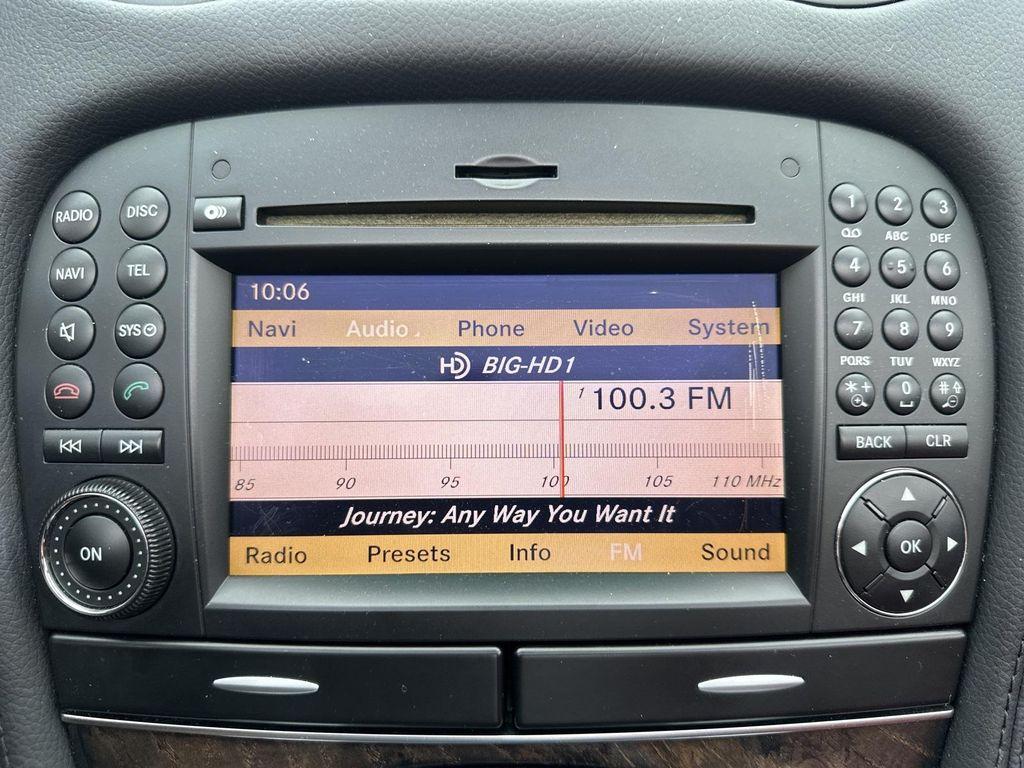 RADIO DISC
NAVI TEL
SYS
ON
10:06
Navi Audio Phone Video System
HD BIG-HD1
1 100.3 FM
85 90 95 100 105 110 MHz
Journey: Any Way You Want It
Radio Presets Info FM Sound
1 2 3
ABC DEF
4 5 6
GHI JKL MNO
7 8 9
PQRS TUV WXYZ
*+ 0 #
BACK CLR
OK